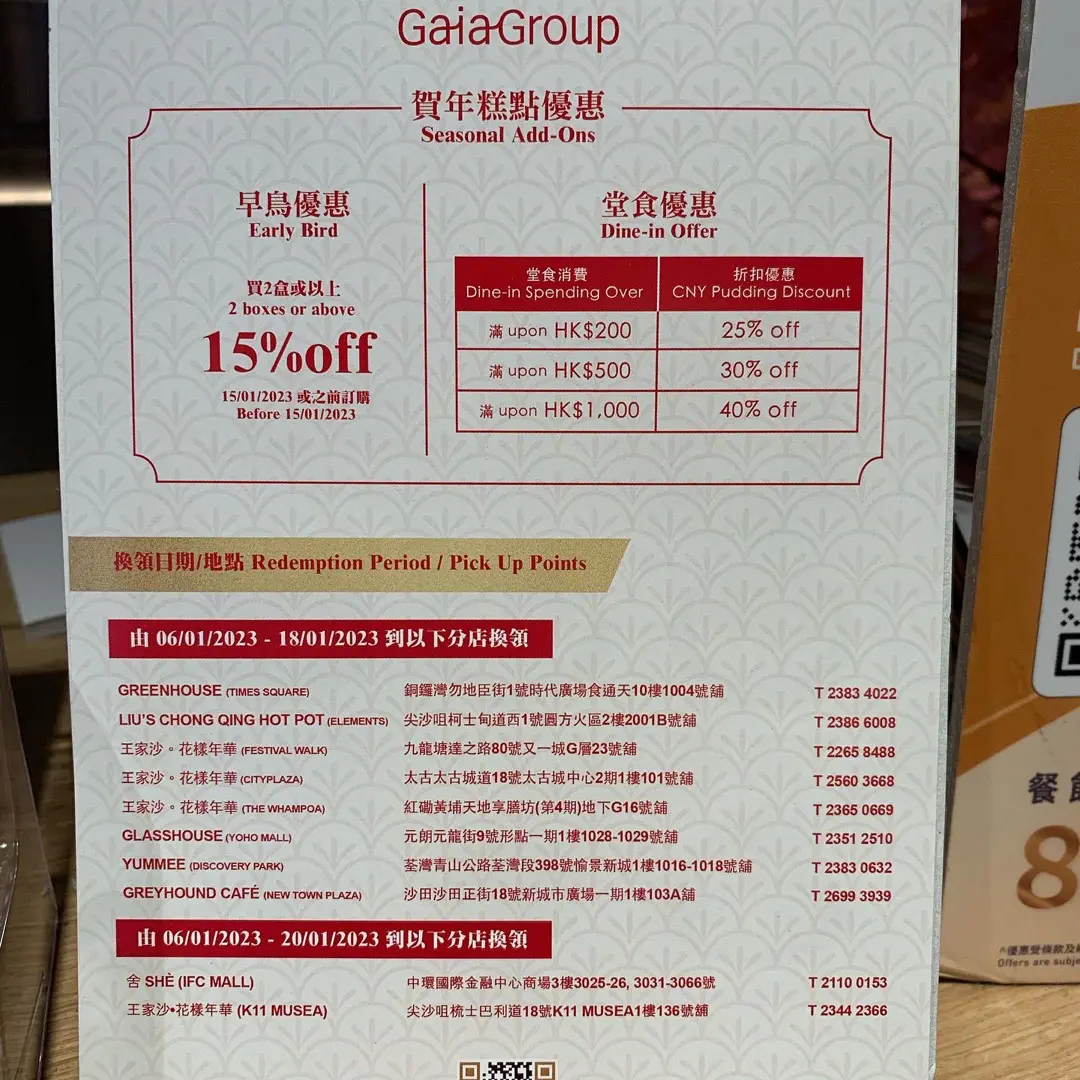 GaiaGroup
賀年糕點優惠
Seasonal Add-Ons
早鳥優惠
Early Bird
買2盒或以上
2 boxes or above
15%off
15/01/2023 或之前訂購
Before 15/01/2023
堂食優惠
Dine-in Offer
堂食消費 折扣優惠
Dine-in Spending Over CNY Pudding Discount
滿 upon HK$200 25% off
滿 upon HK$500 30% off
滿 upon HK$1,000 40% off
換領日期/地點 Redemption Period / Pick Up Points
由 06/01/2023 - 18/01/2023 到以下分店換領
GREENHOUSE (TIMES SQUARE) 銅鑼灣勿地臣街1號時代廣場食通天10樓1004號舖 T 2383 4022
LIU'S CHONG QING HOT POT (ELEMENTS) 尖沙咀柯士甸道西1號圓方火區2樓2001B號舖 T 2386 6008
王家沙。花樣年華 (FESTIVAL WALK) 九龍塘達之路80號又一城G層23號舖 T 2265 8488
王家沙。花樣年華 (CITYPLAZA) 太古太古城道18號太古城中心2期1樓101號舖 T 2560 3668
王家沙。花樣年華 (THE WHAMPOA) 紅磡黃埔天地享膳坊(第4期)地下G16號舖 T 2365 0669
GLASSHOUSE (YOHO MALL) 元朗元龍街9號形點一期1樓1028-1029號舖 T 2351 2510
YUMMEE (DISCOVERY PARK) 荃灣青山公路荃灣段398號愉景新城1樓1016-1018號舖 T 2383 0632
GREYHOUND CAFÉ (NEW TOWN PLAZA) 沙田沙田正街18號新城市廣場一期1樓103A舖 T 2699 3939
由 06/01/2023 - 20/01/2023 到以下分店換領
舍 SHÈ (IFC MALL) 中環國際金融中心商場3樓3025-26, 3031-3066號 T 2110 0153
王家沙•花樣年華 (K11 MUSEA) 尖沙咀梳士巴利道18號K11 MUSEA1樓136號舖 T 2344 2366
餐
8
^優惠受條款及
Offers are